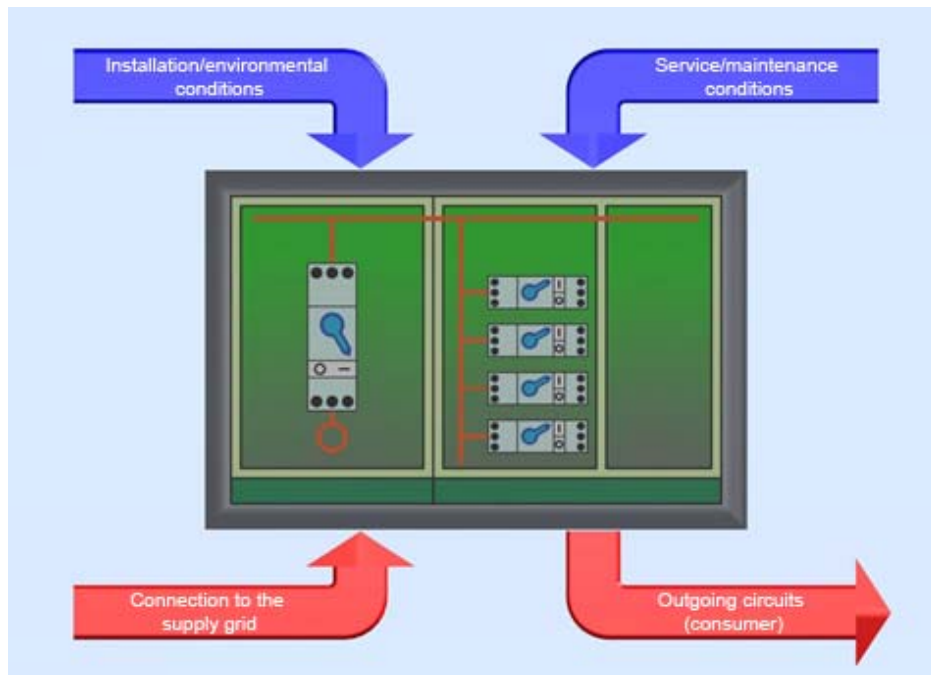 Installation/environmental
conditions
Service/maintenance
conditions
Connection to the
supply grid
Outgoing circuits
(consumer)